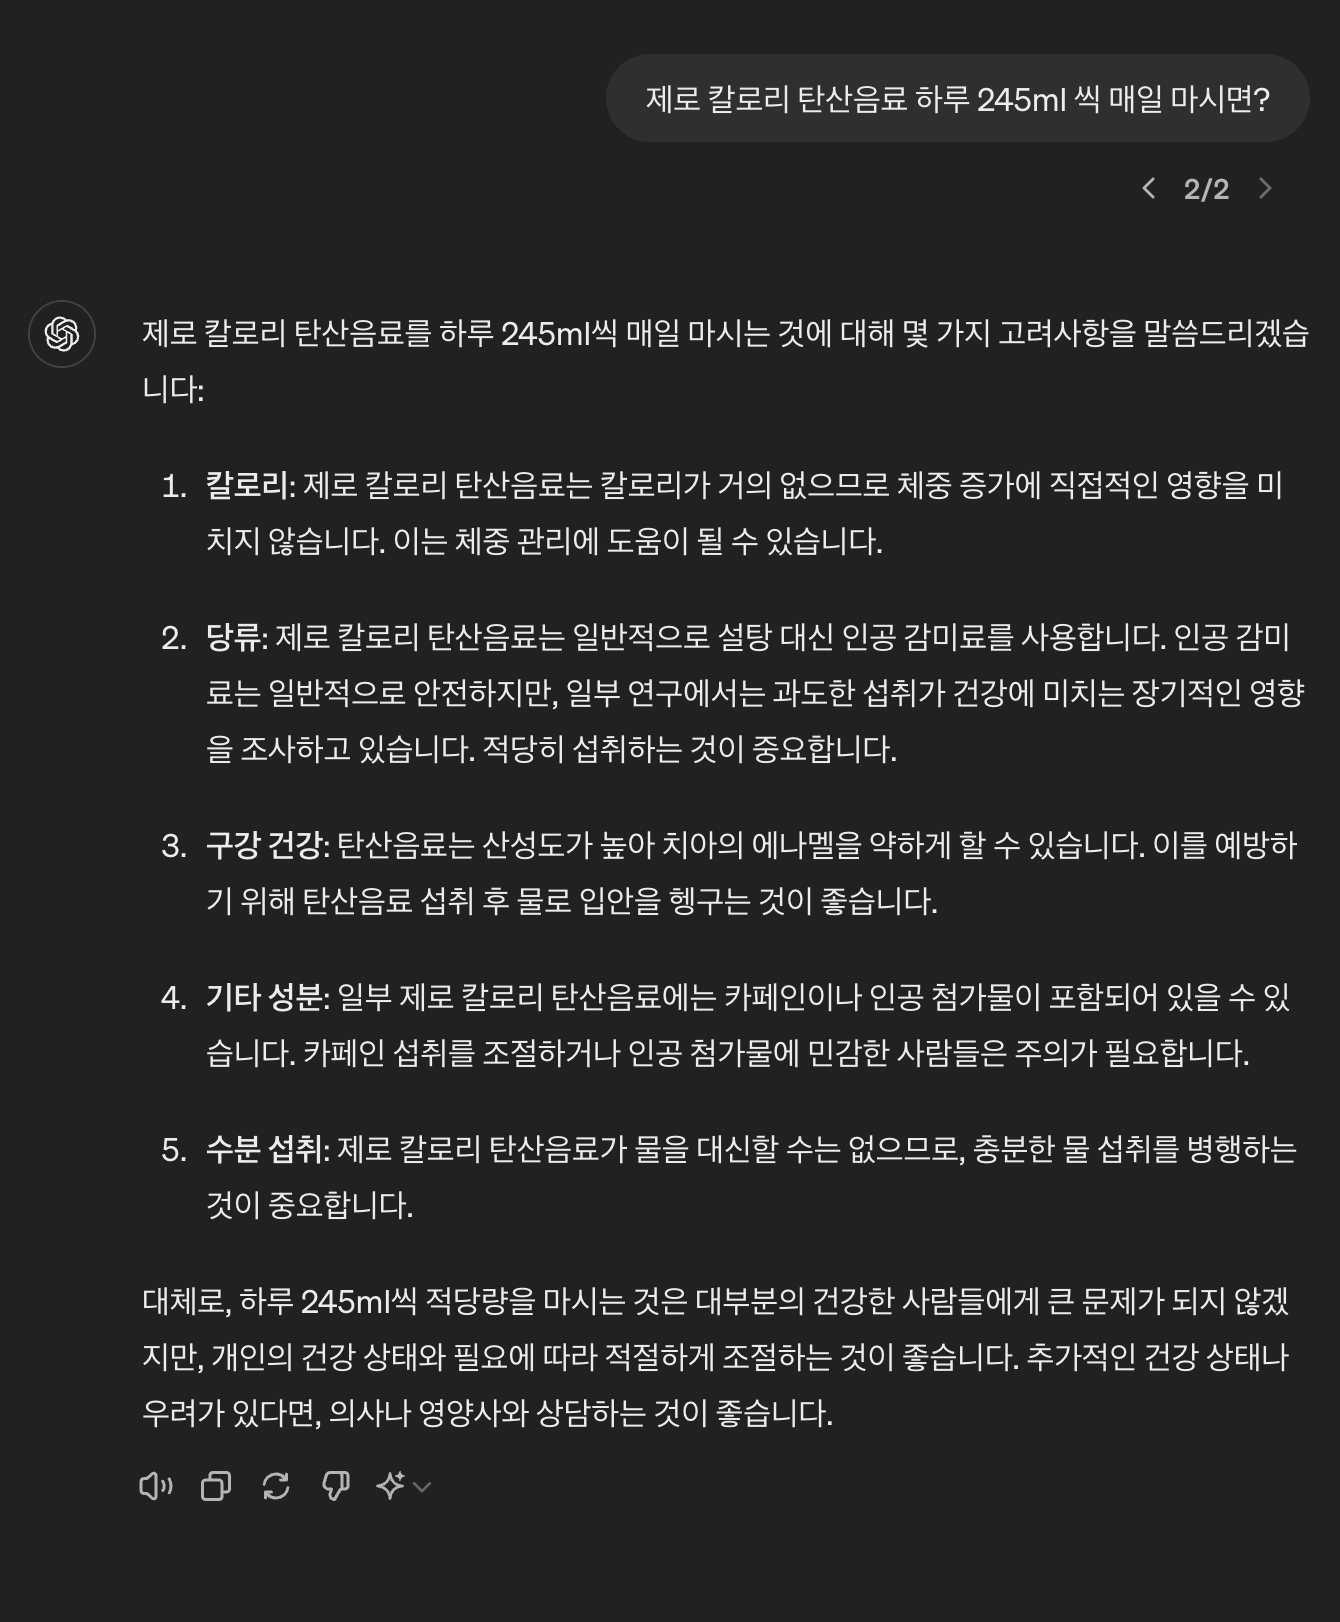 제로 칼로리 탄산음료 하루 245ml 씩 매일 마시면?
2/2
제로 칼로리 탄산음료를 하루 245ml씩 매일 마시는 것에 대해 몇 가지 고려사항을 말씀드리겠습
니다:
1. 칼로리: 제로 칼로리 탄산음료는 칼로리가 거의 없으므로 체중 증가에 직접적인 영향을 미
치지 않습니다. 이는 체중 관리에 도움이 될 수 있습니다.
2. 당류: 제로 칼로리 탄산음료는 일반적으로 설탕 대신 인공 감미료를 사용합니다. 인공 감미
료는 일반적으로 안전하지만, 일부 연구에서는 과도한 섭취가 건강에 미치는 장기적인 영향
을 조사하고 있습니다. 적당히 섭취하는 것이 중요합니다.
3. 구강 건강: 탄산음료는 산성도가 높아 치아의 에나멜을 약하게 할 수 있습니다. 이를 예방하
기 위해 탄산음료 섭취 후 물로 입안을 헹구는 것이 좋습니다.
4. 기타 성분: 일부 제로 칼로리 탄산음료에는 카페인이나 인공 첨가물이 포함되어 있을 수 있
습니다. 카페인 섭취를 조절하거나 인공 첨가물에 민감한 사람들은 주의가 필요합니다.
5. 수분 섭취: 제로 칼로리 탄산음료가 물을 대신할 수는 없으므로, 충분한 물 섭취를 병행하는
것이 중요합니다.
대체로, 하루 245ml씩 적당량을 마시는 것은 대부분의 건강한 사람들에게 큰 문제가 되지 않겠
지만, 개인의 건강 상태와 필요에 따라 적절하게 조절하는 것이 좋습니다. 추가적인 건강 상태나
우려가 있다면, 의사나 영양사와 상담하는 것이 좋습니다.